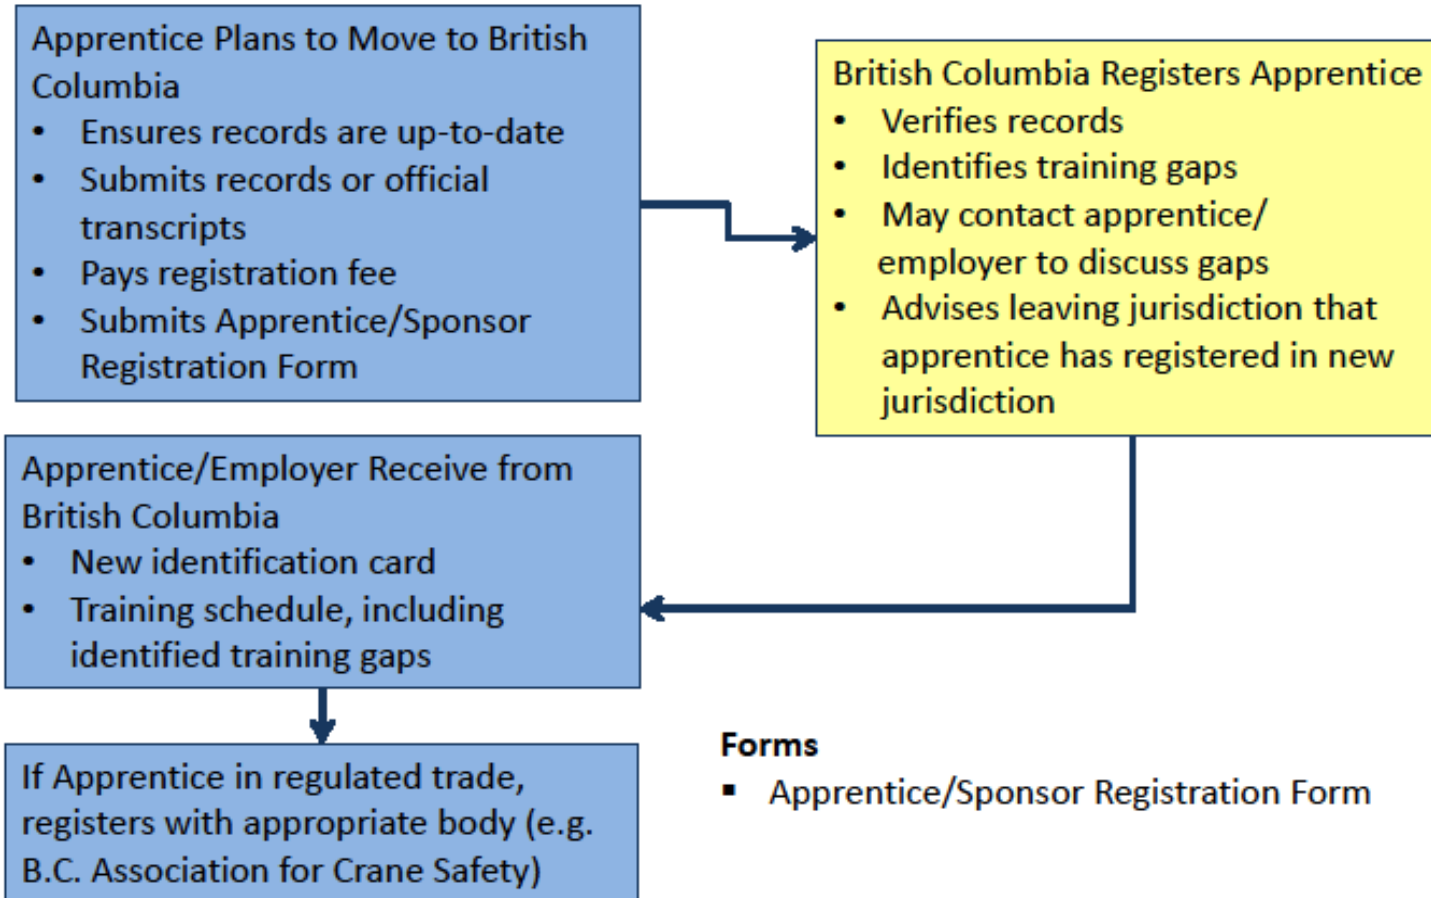 Apprentice Plans to Move to British
Columbia
• Ensures records are up-to-date
• Submits records or official
transcripts
• Pays registration fee
• Submits Apprentice/Sponsor
Registration Form
British Columbia Registers Apprentice
• Verifies records
• Identifies training gaps
• May contact apprentice/
employer to discuss gaps
• Advises leaving jurisdiction that
apprentice has registered in new
jurisdiction
Apprentice/Employer Receive from
British Columbia
• New identification card
• Training schedule, including
identified training gaps
If Apprentice in regulated trade,
registers with appropriate body (e.g.
B.C. Association for Crane Safety)
Forms
▪ Apprentice/Sponsor Registration Form